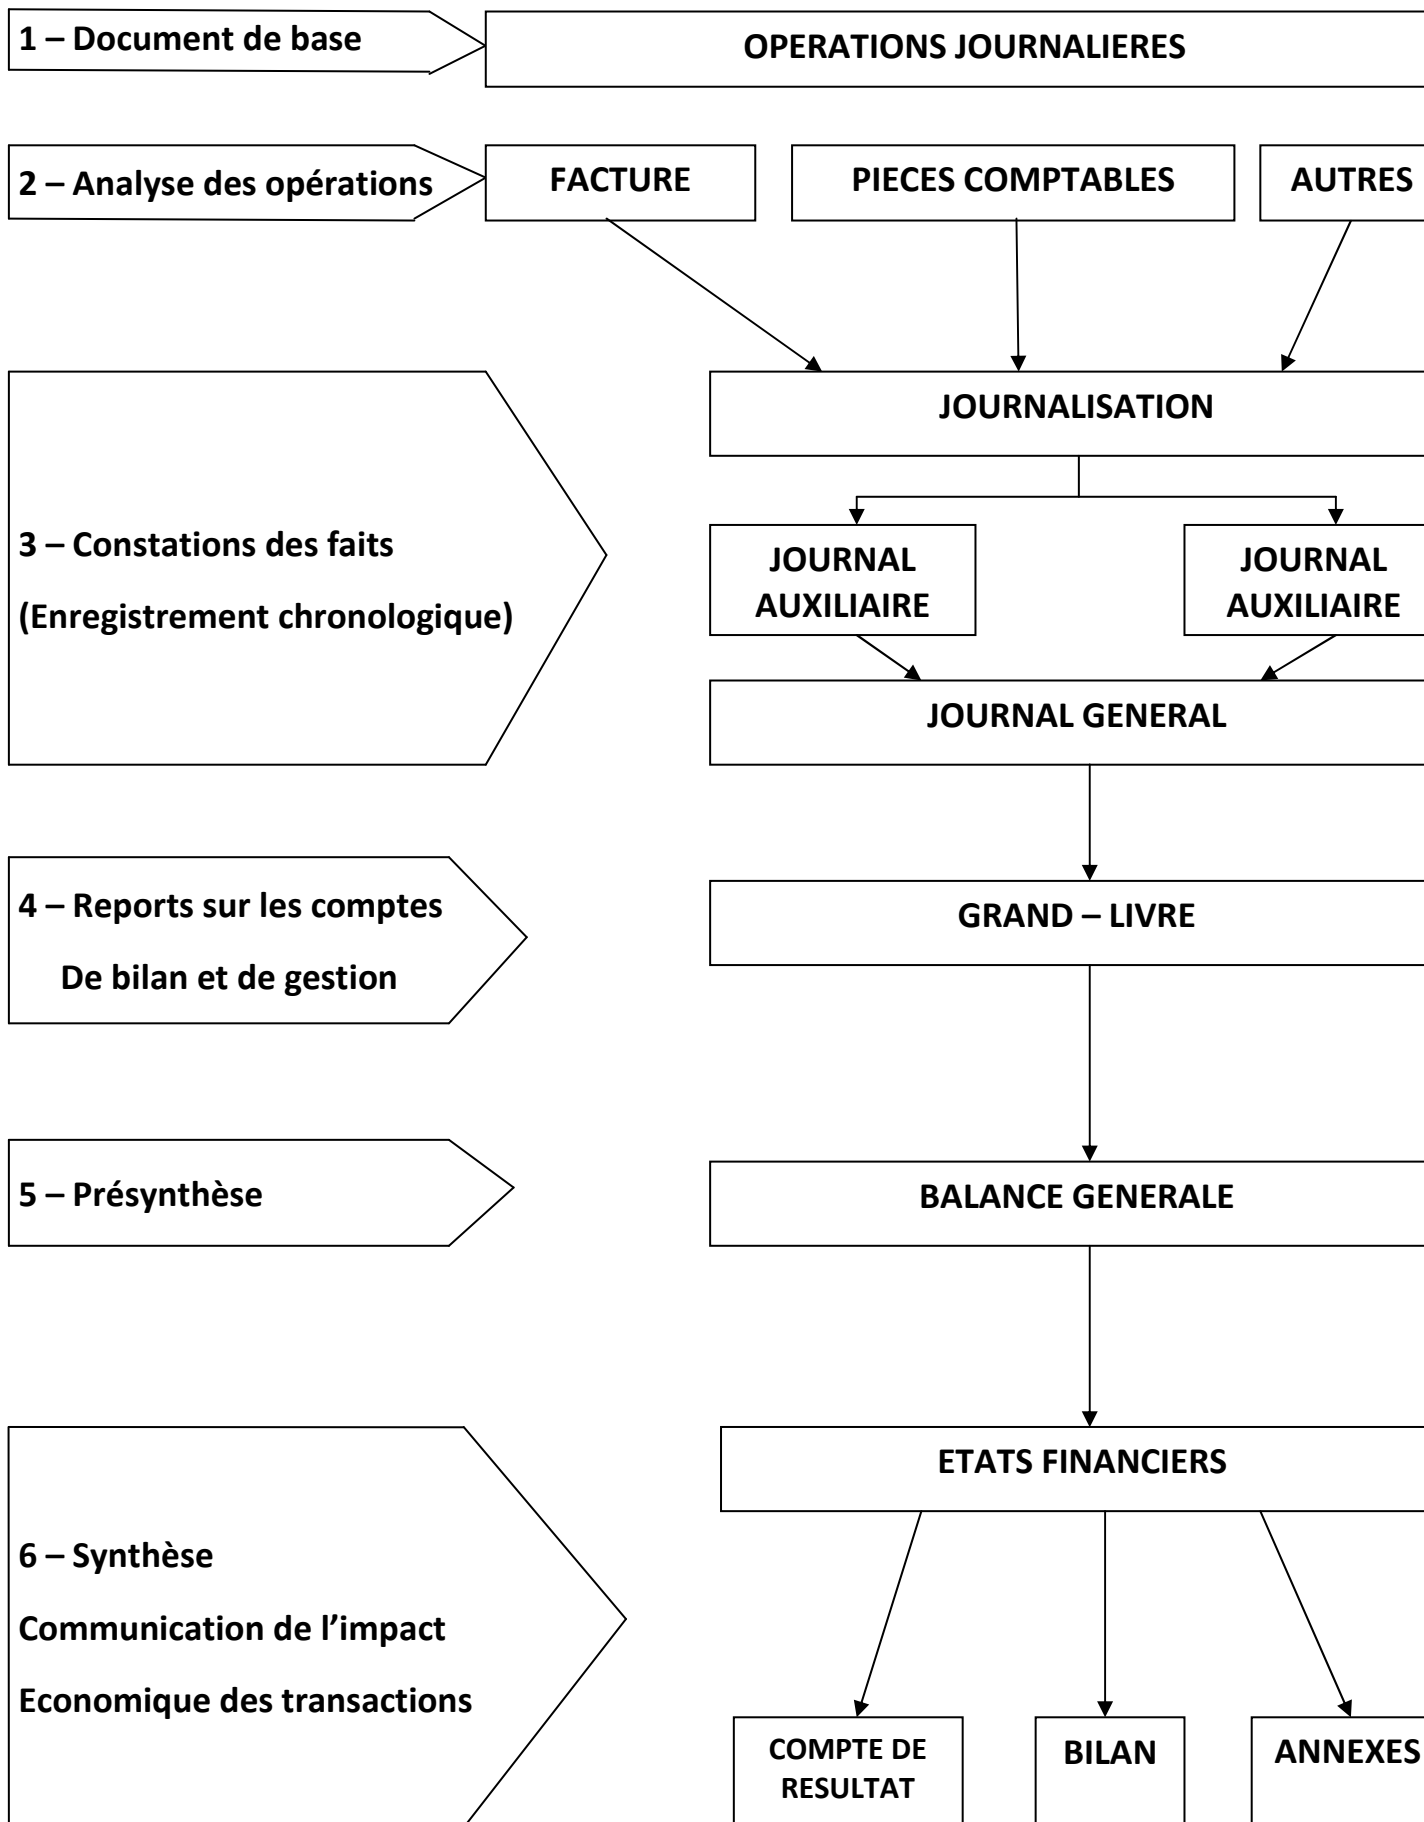 1 – Document de base
OPERATIONS JOURNALIERES
2 – Analyse des opérations
FACTURE
PIECES COMPTABLES
AUTRES
JOURNALISATION
3 – Constations des faits
(Enregistrement chronologique)
JOURNAL
AUXILIAIRE
JOURNAL
AUXILIAIRE
JOURNAL GENERAL
4 – Reports sur les comptes
De bilan et de gestion
GRAND – LIVRE
5 – Présynthèse
BALANCE GENERALE
ETATS FINANCIERS
6 – Synthèse
Communication de l’impact
Economique des transactions
COMPTE DE
RESULTAT
BILAN
ANNEXES